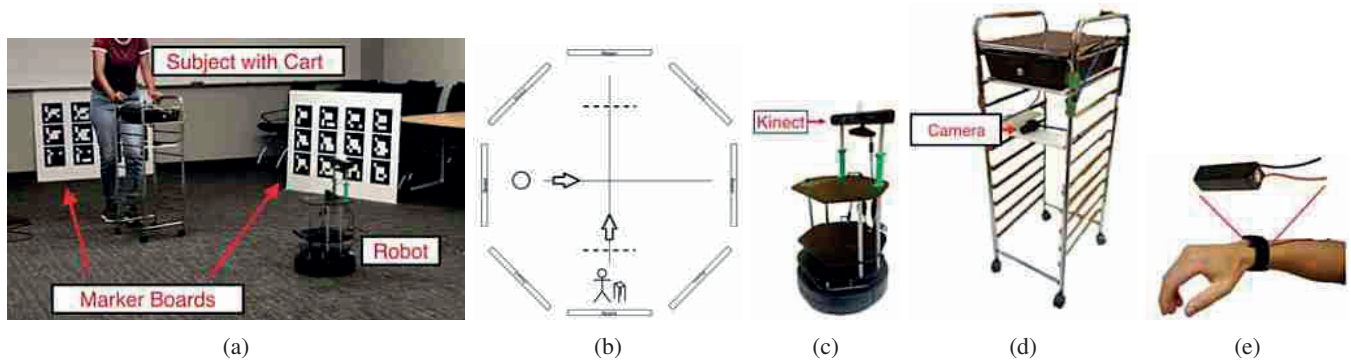 Subject with Cart
Robot
Marker Boards
Kinect
Camera
(a)
(b)
(c)
(d)
(e)